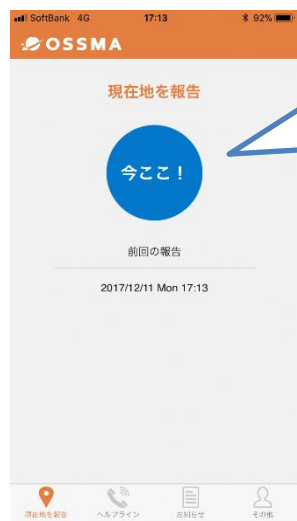 SoftBank 4G 17:13 92%
OSSMA
現在地を報告
今ここ！
前回の報告
2017/12/11 Mon 17:13
現在地を報告 ヘルプライン お知らせ その他